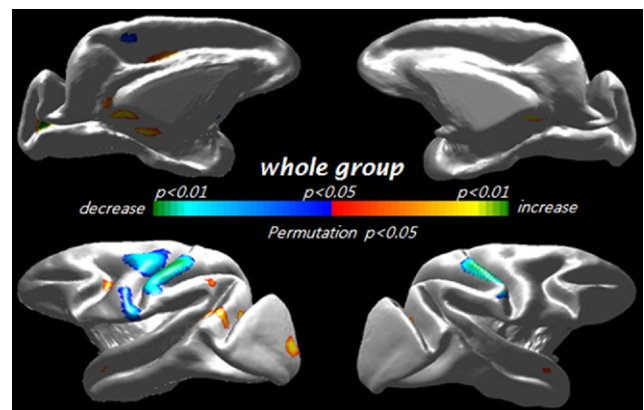 whole group
p<0.01 p<0.05 p<0.01
decrease increase
Permutation p<0.05